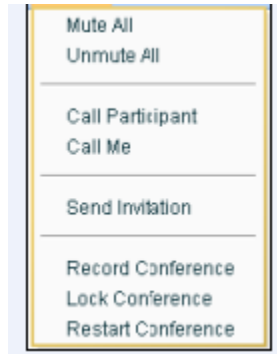 Mute All
Unmute All
Call Participant
Call Me
Send Invitation
Record Conference
Lock Conference
Restart Conference